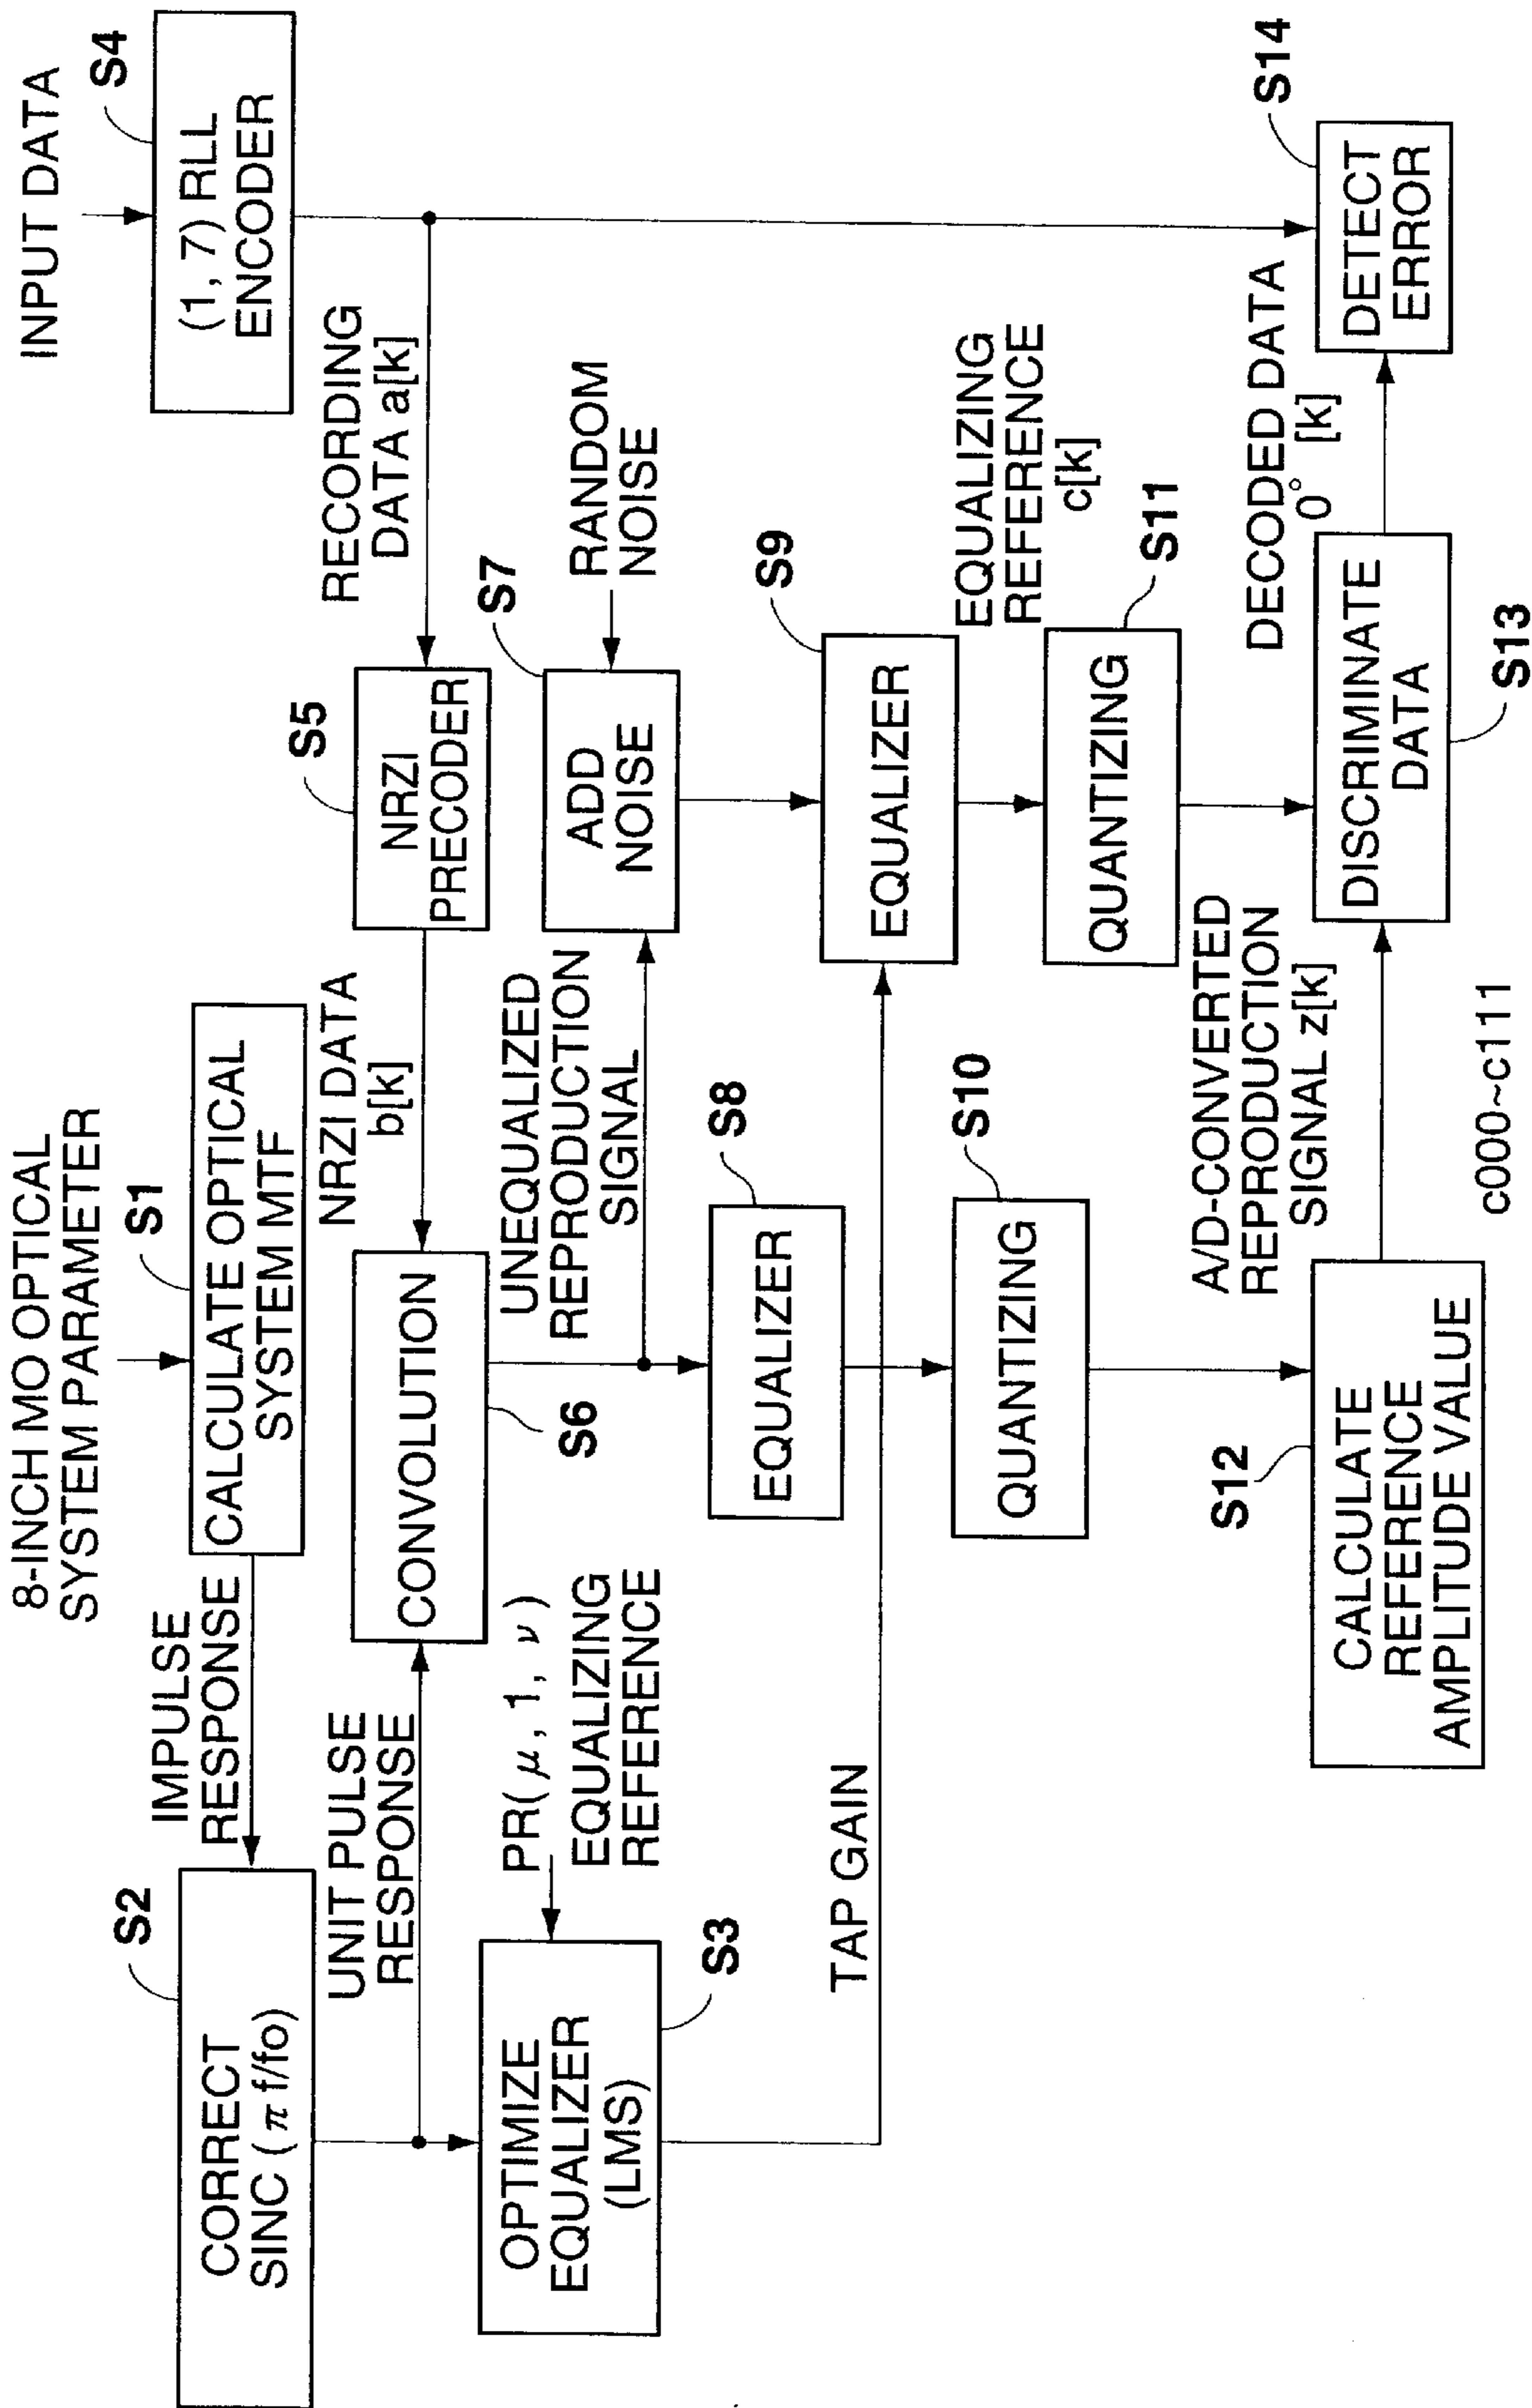 8-INCH MO OPTICAL
SYSTEM PARAMETER
INPUT DATA
S1
S4
CALCULATE OPTICAL
SYSTEM MTF
(1, 7) RLL
ENCODER
S2
IMPULSE
RESPONSE
CORRECT
SINC ( π f/fo)
NRZI DATA
b[k]
S5
NRZI
PRECODER
RECORDING
DATA a[k]
UNIT PULSE
RESPONSE
CONVOLUTION
S6
PR( μ , 1, ν )
EQUALIZING
REFERENCE
UNEQUALIZED
REPRODUCTION
SIGNAL
S7
ADD
NOISE
RANDOM
NOISE
OPTIMIZE
EQUALIZER
(LMS)
S3
S8
EQUALIZER
S9
EQUALIZER
TAP GAIN
S10
QUANTIZING
EQUALIZING
REFERENCE
c[k]
S11
QUANTIZING
S12
CALCULATE
REFERENCE
AMPLITUDE VALUE
A/D-CONVERTED
REPRODUCTION
SIGNAL z[k]
DISCRIMINATE
DATA
S13
DECODED DATA
0° [k]
S14
DETECT
ERROR
c000~c111